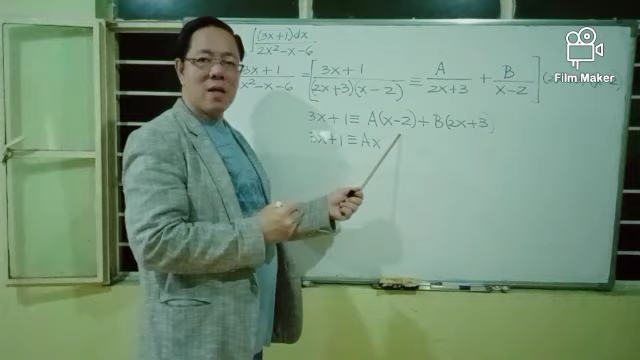 ∫ (3x+1)dx / 2x²-x-6
3x+1 / x²-x-6 = [ 3x+1 / (2x+3)(x-2) ≡ A / 2x+3 + B / x-2 ]
3x+1 ≡ A(x-2)+B(2x+3)
3x+1 ≡ Ax
Film Maker